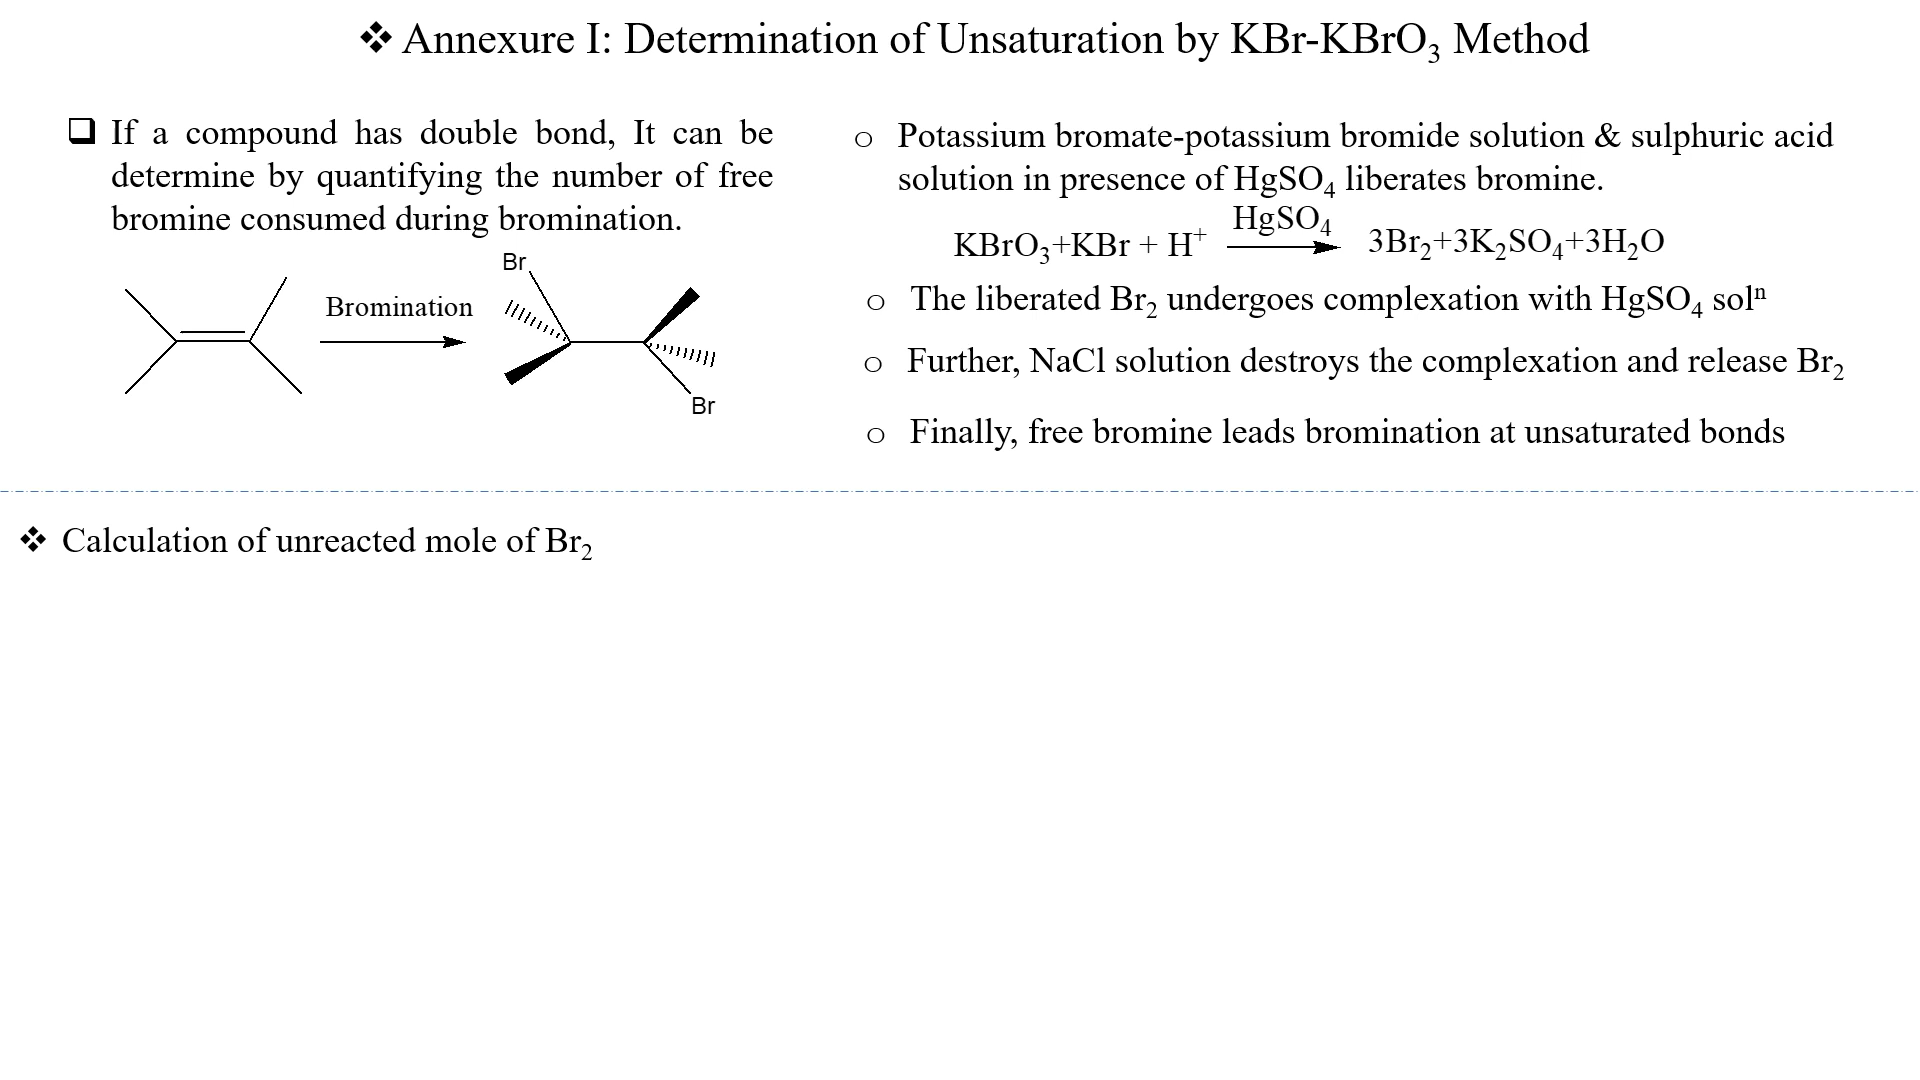 ❖ Annexure I: Determination of Unsaturation by KBr-KBrO₃ Method
❑ If a compound has double bond, It can be
determine by quantifying the number of free
bromine consumed during bromination.
Br
Bromination
Br
o Potassium bromate-potassium bromide solution & sulphuric acid
solution in presence of HgSO₄ liberates bromine.
HgSO₄
KBrO₃+KBr + H⁺ → 3Br₂+3K₂SO₄+3H₂O
o The liberated Br₂ undergoes complexation with HgSO₄ solⁿ
o Further, NaCl solution destroys the complexation and release Br₂
o Finally, free bromine leads bromination at unsaturated bonds
❖ Calculation of unreacted mole of Br₂